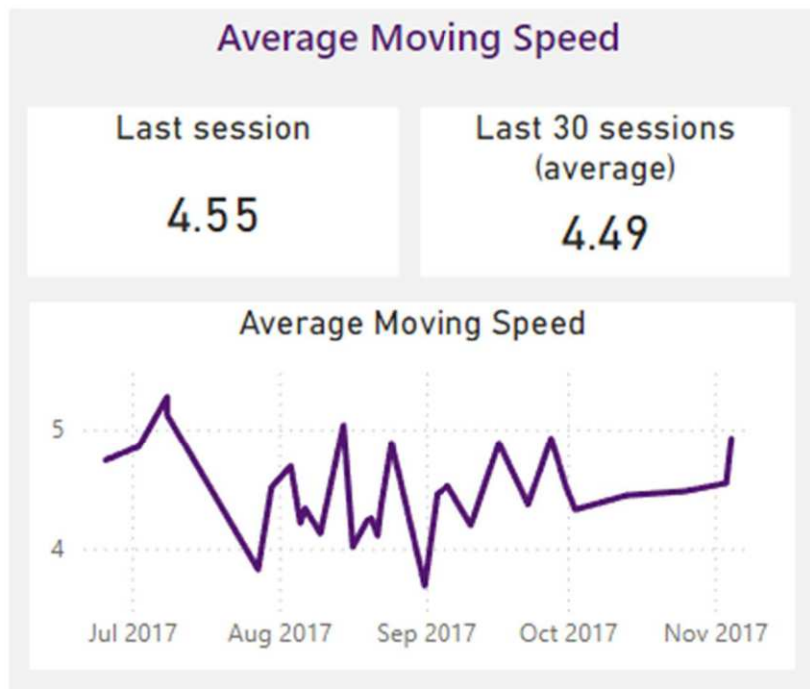 Average Moving Speed
Last session
4.55
Last 30 sessions
(average)
4.49
Average Moving Speed
5
4
Jul 2017 Aug 2017 Sep 2017 Oct 2017 Nov 2017